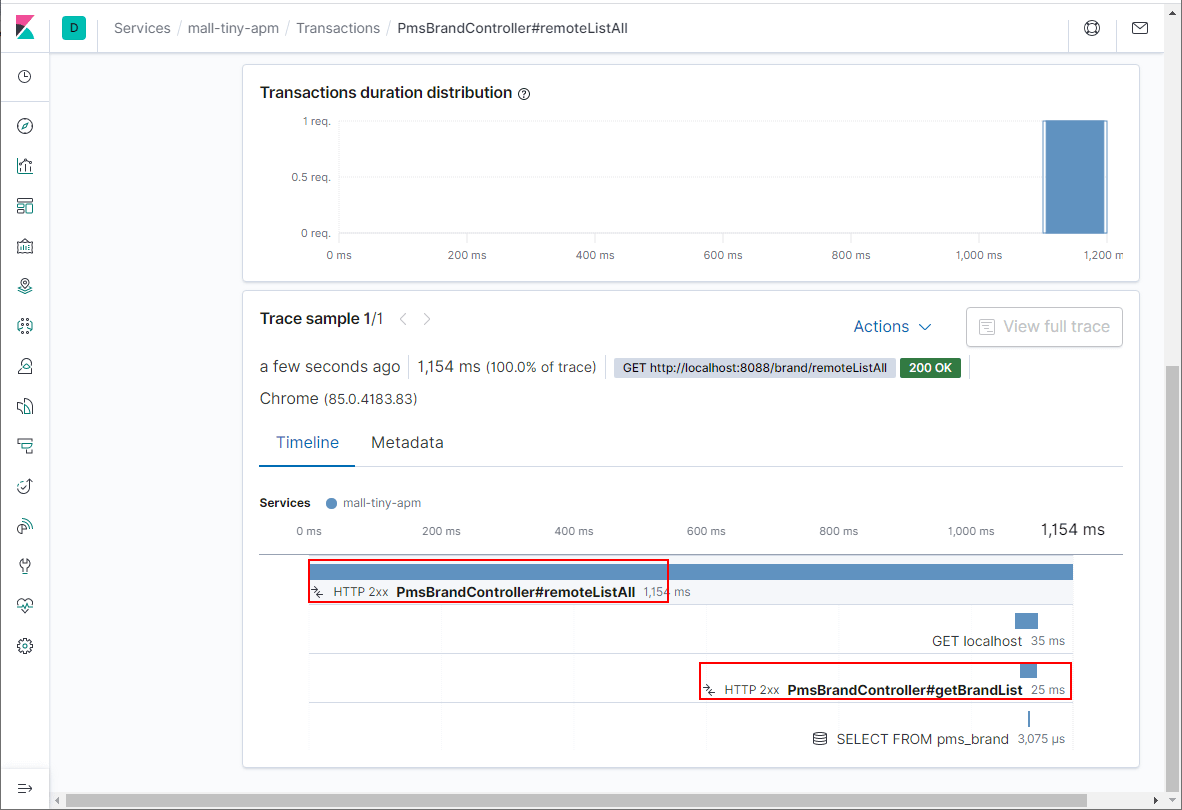 D Services / mall-tiny-apm / Transactions / PmsBrandController#remoteListAll
Transactions duration distribution
1 req.
0.5 req.
0 req.
0 ms 200 ms 400 ms 600 ms 800 ms 1,000 ms 1,200 m
Trace sample 1/1
Actions
View full trace
a few seconds ago 1,154 ms (100.0% of trace) GET http://localhost:8088/brand/remoteListAll 200 OK
Chrome (85.0.4183.83)
Timeline Metadata
Services mall-tiny-apm
0 ms 200 ms 400 ms 600 ms 800 ms 1,000 ms 1,154 ms
HTTP 2xx PmsBrandController#remoteListAll 1,154 ms
GET localhost 35 ms
HTTP 2xx PmsBrandController#getBrandList 25 ms
SELECT FROM pms_brand 3,075 μs